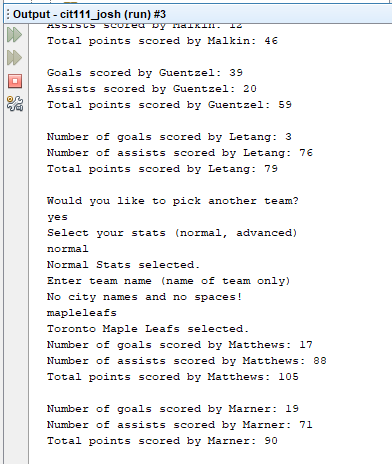 Output - cit111_josh (run) #3
Assists scored by Malkin: 12
Total points scored by Malkin: 46
Goals scored by Guentzel: 39
Assists scored by Guentzel: 20
Total points scored by Guentzel: 59
Number of goals scored by Letang: 3
Number of assists scored by Letang: 76
Total points scored by Letang: 79
Would you like to pick another team?
yes
Select your stats (normal, advanced)
normal
Normal Stats selected.
Enter team name (name of team only)
No city names and no spaces!
mapleleafs
Toronto Maple Leafs selected.
Number of goals scored by Matthews: 17
Number of assists scored by Matthews: 88
Total points scored by Matthews: 105
Number of goals scored by Marner: 19
Number of assists scored by Marner: 71
Total points scored by Marner: 90